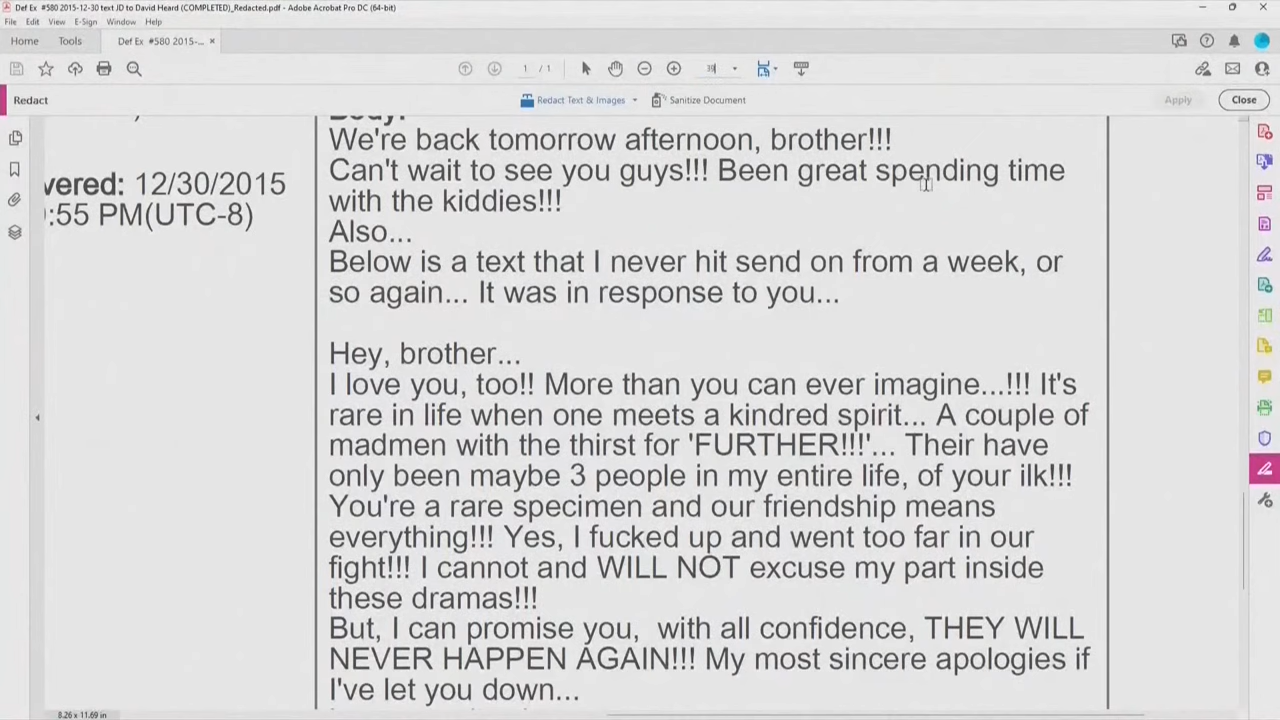 Def Ex #580 2015-12-30 text JD to David Heard (COMPLETED)_Redacted.pdf - Adobe Acrobat Pro DC (64-bit)
File Edit View E-Sign Window Help
Home Tools Def Ex #580 2015-... ×
1 / 1
Redact Redact Text & Images Sanitize Document Apply Close
Body:
We're back tomorrow afternoon, brother!!!
Can't wait to see you guys!!! Been great spending time
vered: 12/30/2015
with the kiddies!!!
:55 PM(UTC-8)
Also...
Below is a text that I never hit send on from a week, or
so again... It was in response to you...
Hey, brother...
I love you, too!! More than you can ever imagine...!!! It's
rare in life when one meets a kindred spirit... A couple of
madmen with the thirst for 'FURTHER!!!'... Their have
only been maybe 3 people in my entire life, of your ilk!!!
You're a rare specimen and our friendship means
everything!!! Yes, I fucked up and went too far in our
fight!!! I cannot and WILL NOT excuse my part inside
these dramas!!!
But, I can promise you, with all confidence, THEY WILL
NEVER HAPPEN AGAIN!!! My most sincere apologies if
I've let you down...
8.26 x 11.69 in